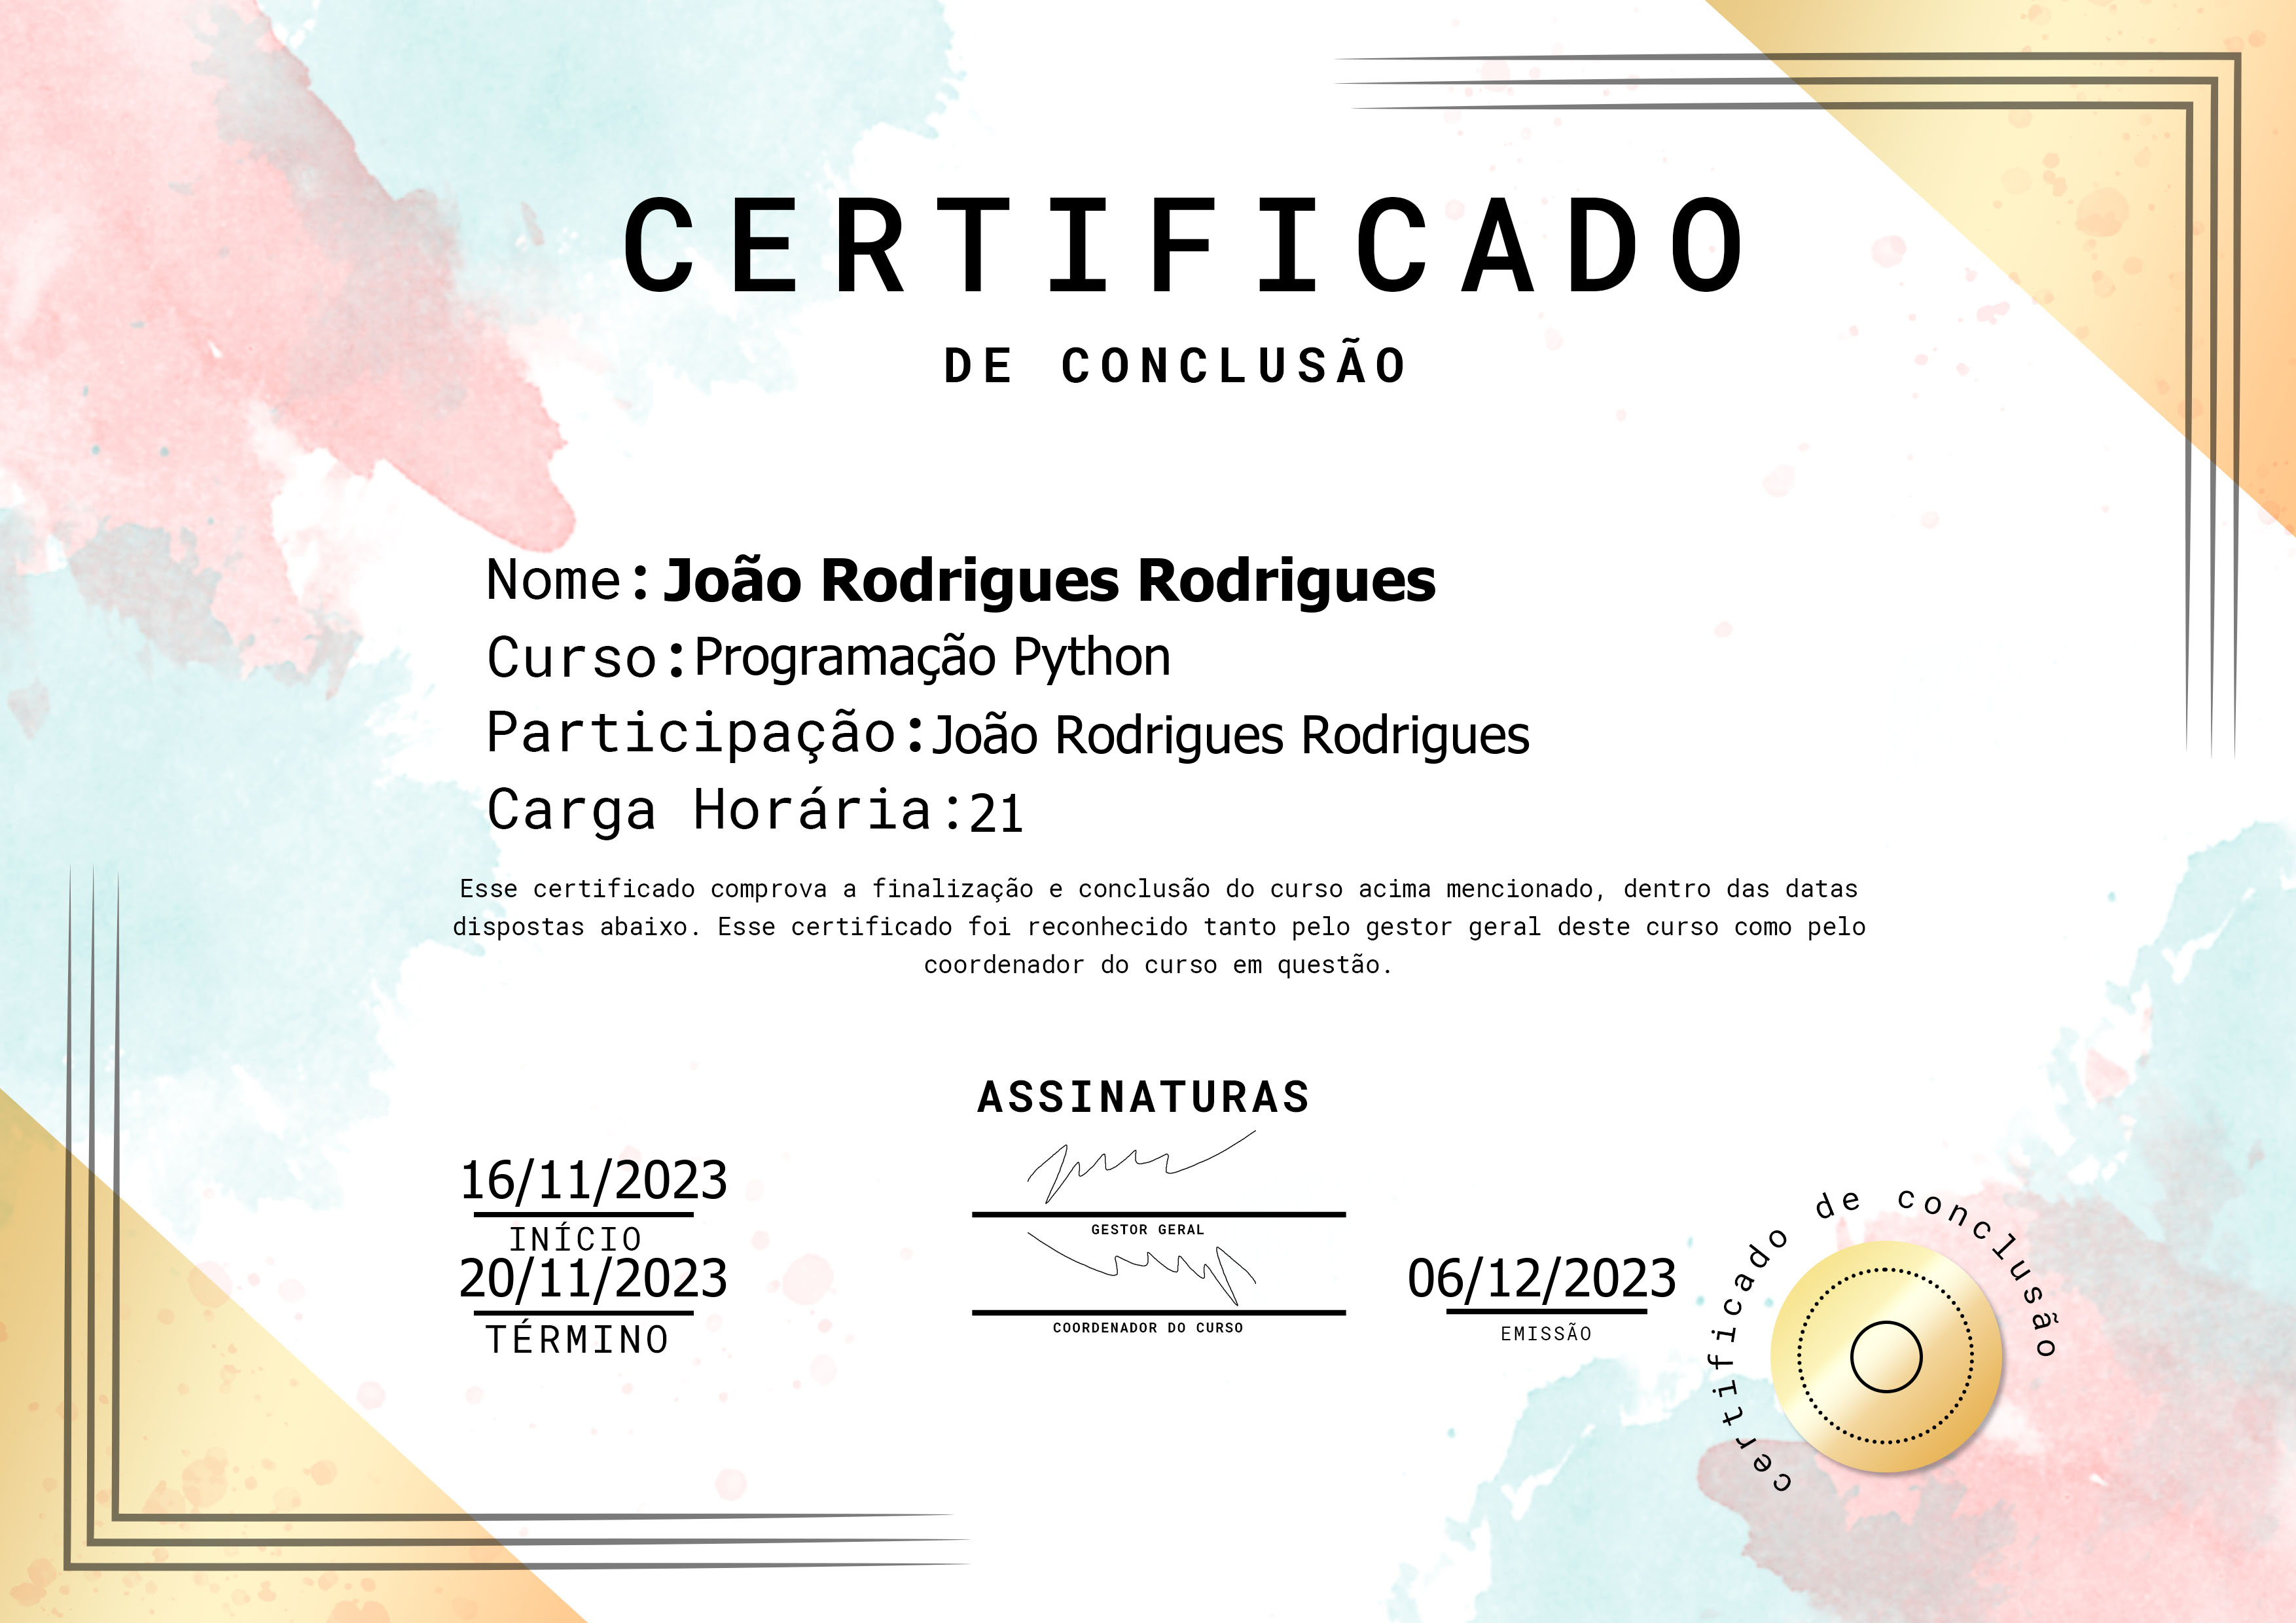 CERTIFICADO
DE CONCLUSÃO
Nome:João Rodrigues Rodrigues
Curso:Programação Python
Participação:João Rodrigues Rodrigues
Carga Horária:21
Esse certificado comprova a finalização e conclusão do curso acima mencionado, dentro das datas
dispostas abaixo. Esse certificado foi reconhecido tanto pelo gestor geral deste curso como pelo
coordenador do curso em questão.
ASSINATURAS
16/11/2023
INÍCIO
GESTOR GERAL
20/11/2023
TÉRMINO
COORDENADOR DO CURSO
06/12/2023
EMISSÃO
certificado de conclusão